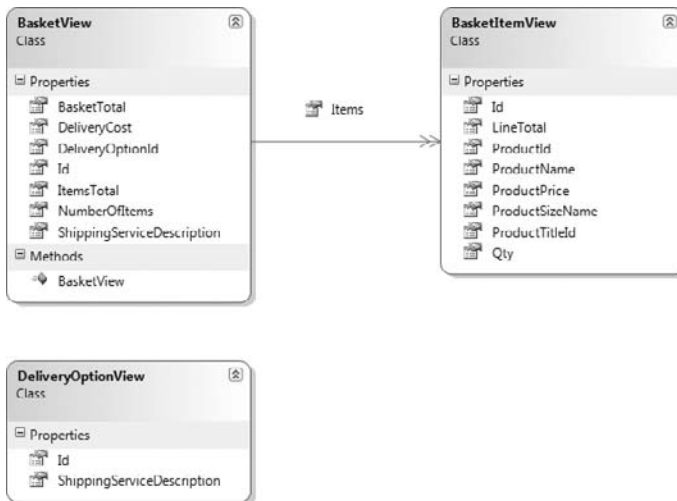 BasketView
Class
Properties
BasketTotal
DeliveryCost
DeliveryOptionId
Id
ItemsTotal
NumberOfItems
ShippingServiceDescription
Methods
BasketView
Items
BasketItemView
Class
Properties
Id
LineTotal
ProductId
ProductName
ProductPrice
ProductSizeName
ProductTitleId
Qty
DeliveryOptionView
Class
Properties
Id
ShippingServiceDescription